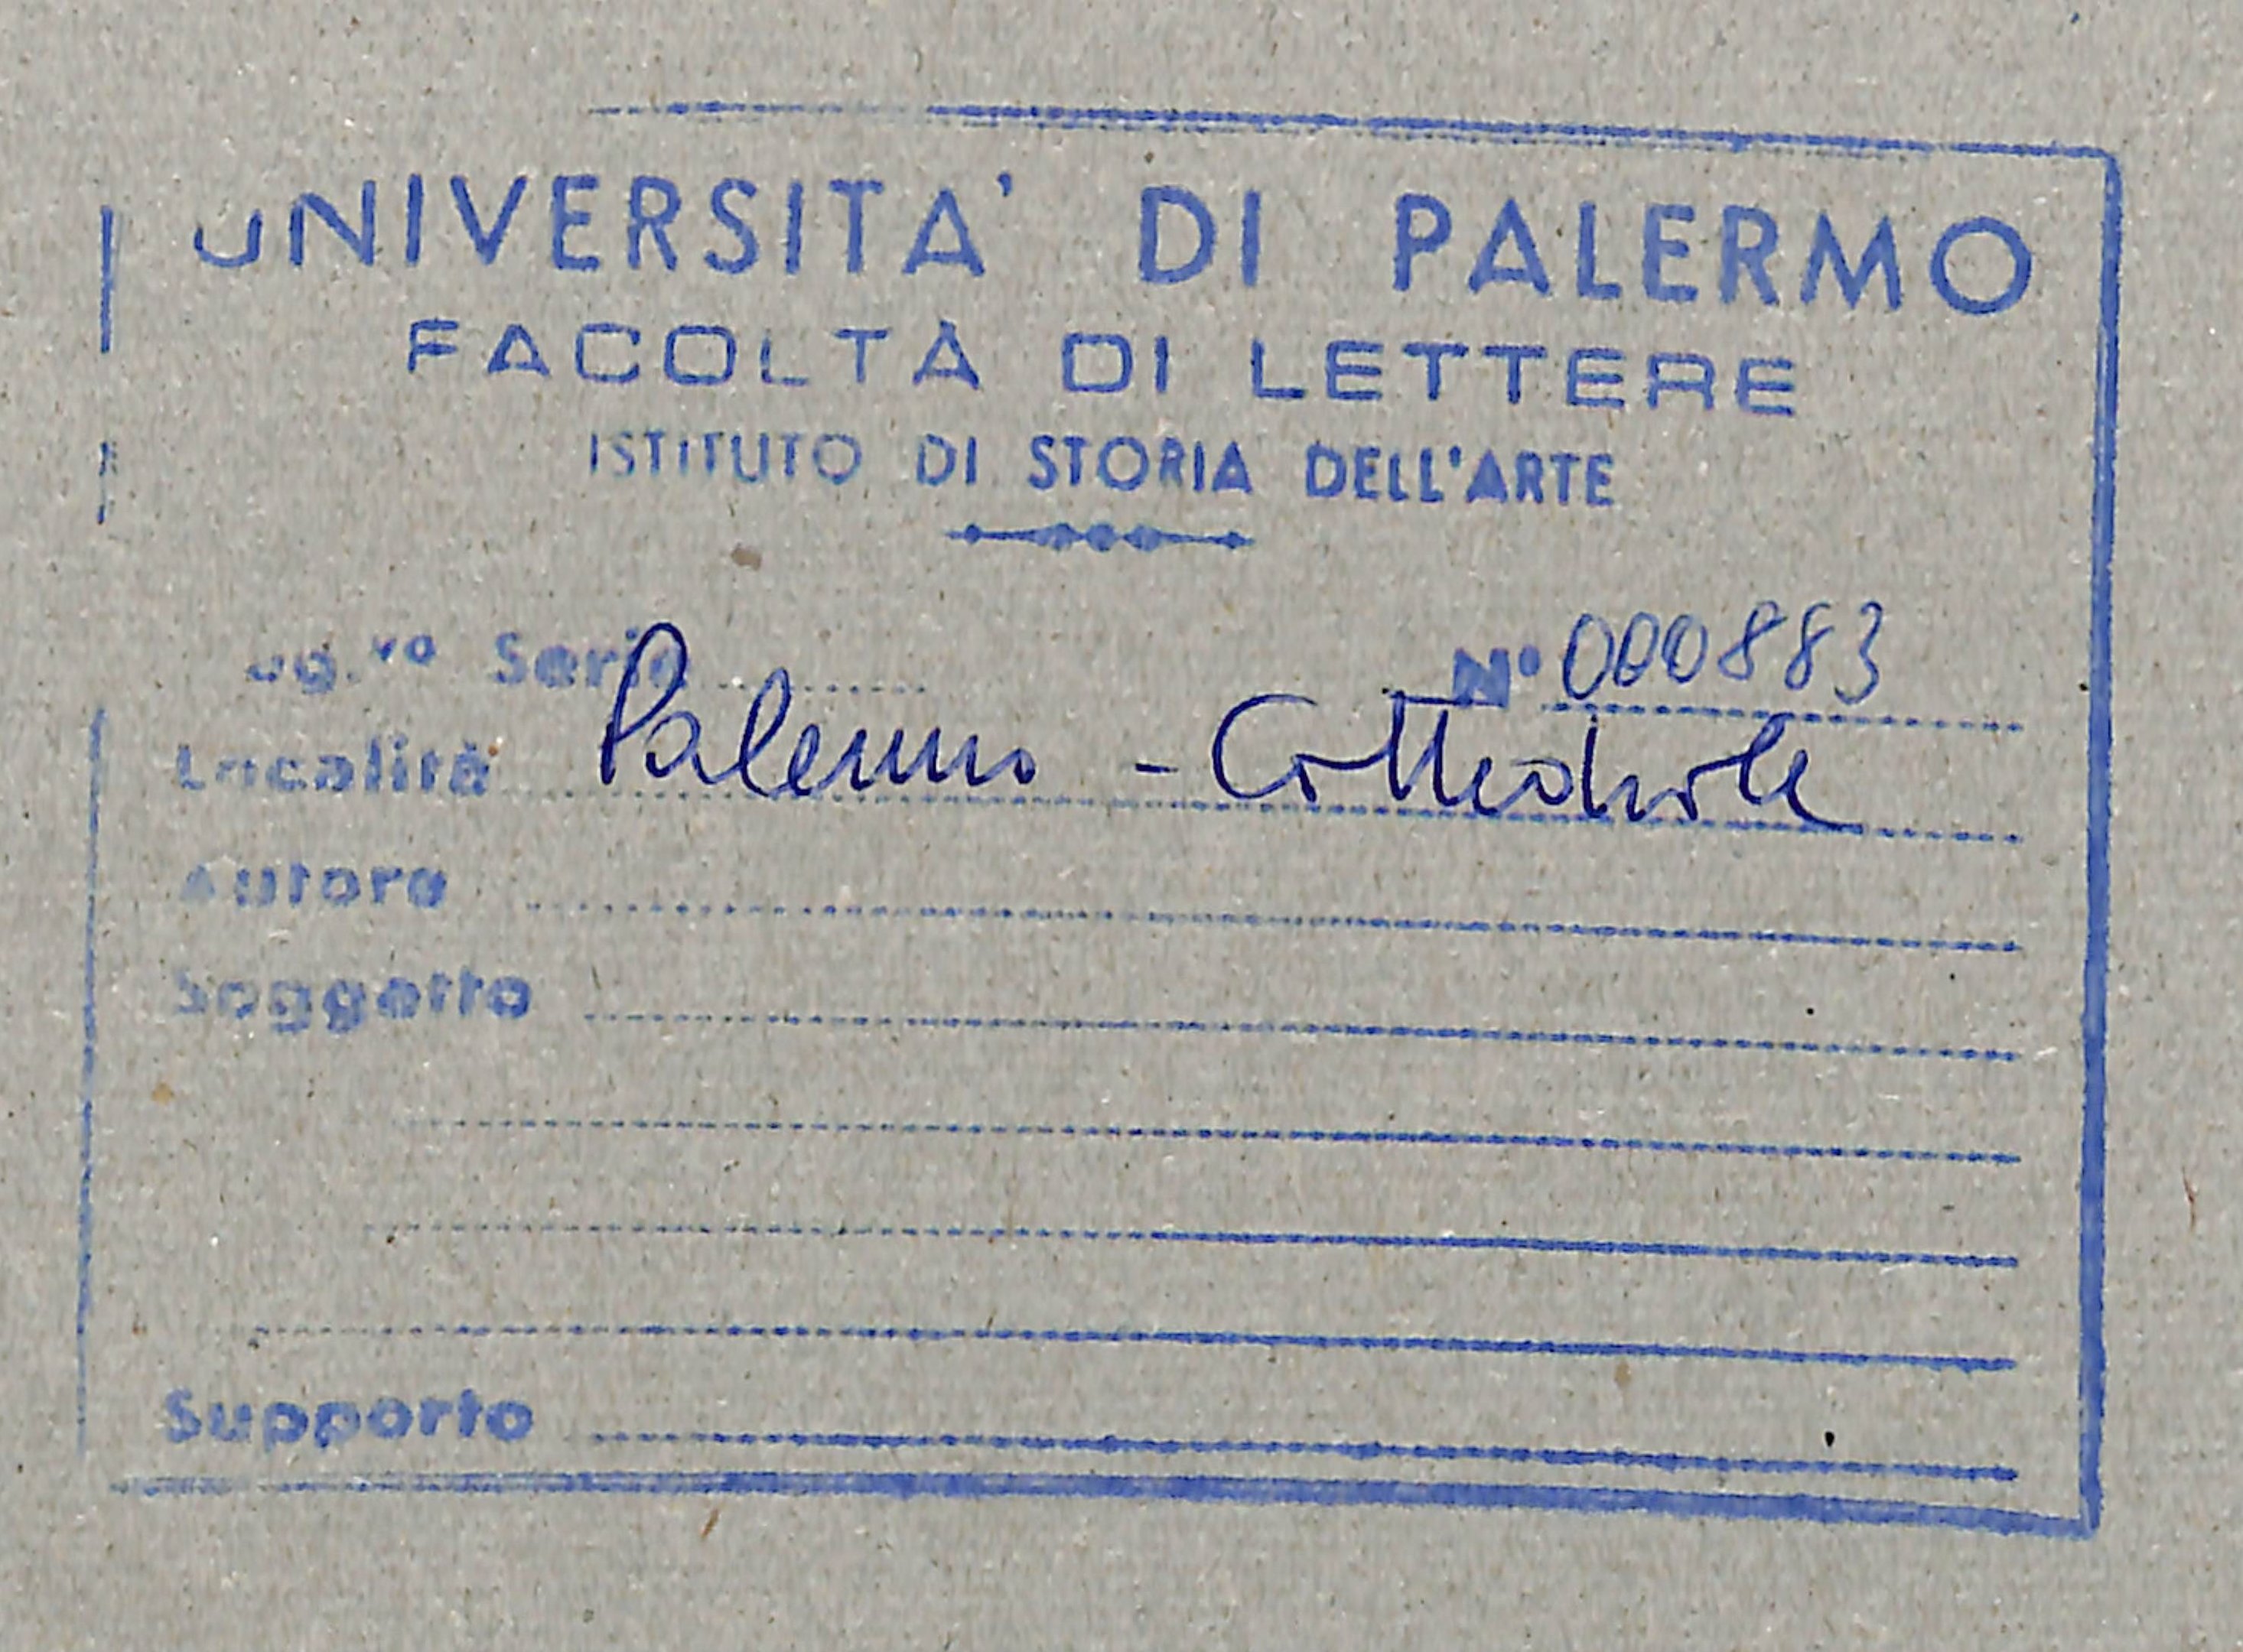 UNIVERSITA' DI PALERMO
FACOLTÀ DI LETTERE
ISTITUTO DI STORIA DELL'ARTE
Serie N° 000883
Località Palermo - Cattedrale
Autore
Soggetto
Supporto